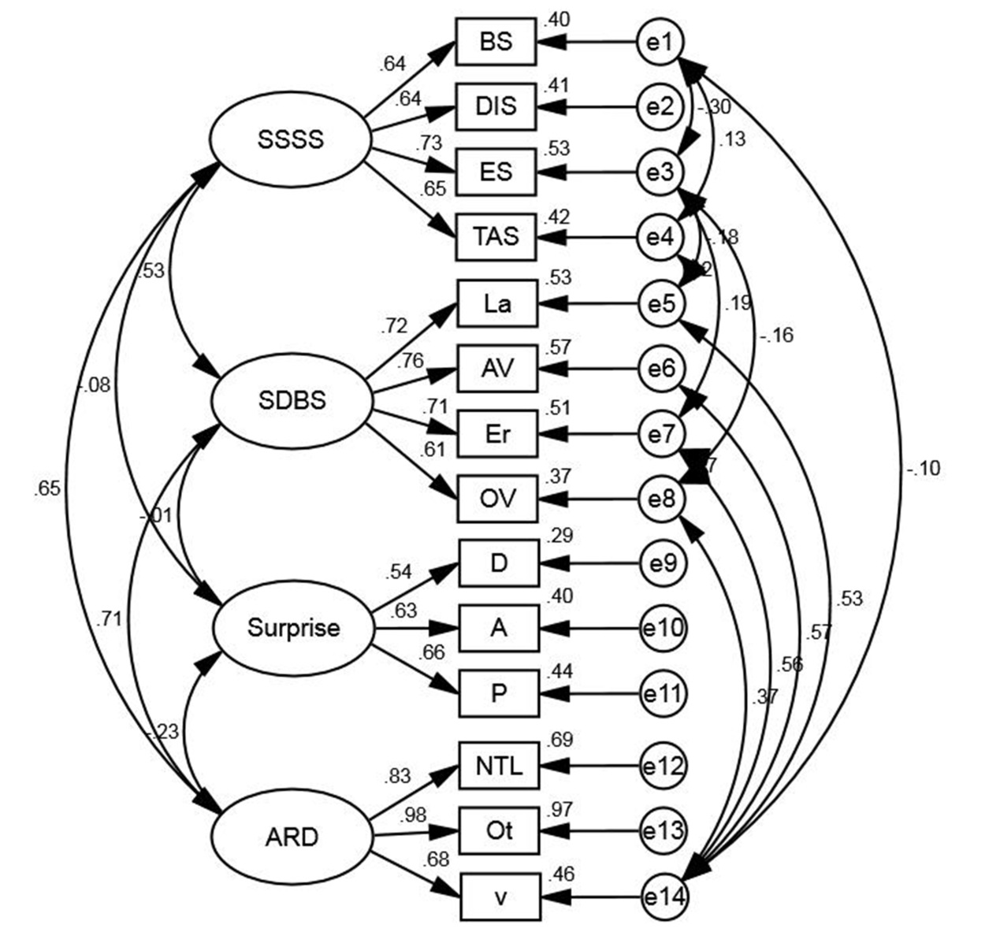 .40
BS
e1
.64
.41
DIS
e2
-.30
.64
SSSS
.13
.73
.53
ES
e3
.65
.42
TAS
e4
-.18
.53
.53
La
e5
.72
.19
-.16
.57
AV
e6
.76
-.08
SDBS
.71
.51
Er
e7
.61
.37
OV
e8
-.10
.65
-.01
.29
D
e9
.54
.53
.71
Surprise
.63
.40
A
e10
.57
.66
.44
P
e11
.56
.37
-.23
.69
NTL
e12
.83
.97
Ot
e13
.98
ARD
.68
.46
v
e14